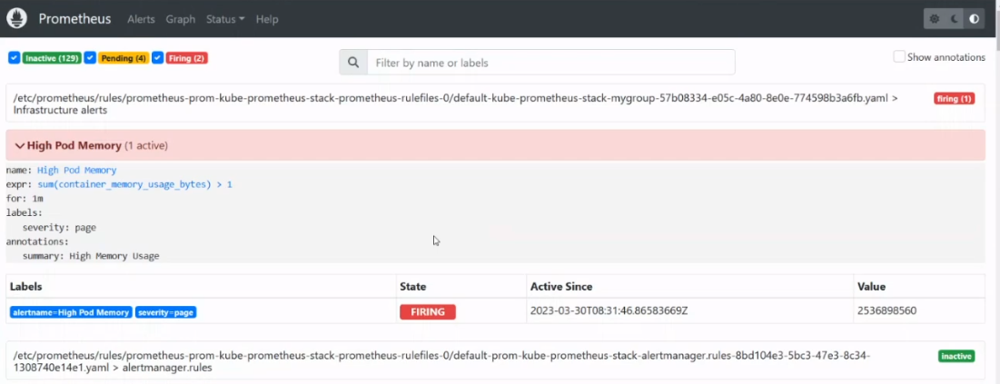 Prometheus Alerts Graph Status Help
Inactive (129) Pending (4) Firing (2) Filter by name or labels Show annotations
/etc/prometheus/rules/prometheus-prom-kube-prometheus-stack-prometheus-rulefiles-0/default-kube-prometheus-stack-mygroup-57b08334-e05c-4a80-8e0e-774598b3a6fb.yaml > firing (1)
Infrastructure alerts
High Pod Memory (1 active)
name: High Pod Memory
expr: sum(container_memory_usage_bytes) > 1
for: 1m
labels:
severity: page
annotations:
summary: High Memory Usage
Labels State Active Since Value
alertname=High Pod Memory severity=page FIRING 2023-03-30T08:31:46.86583669Z 2536898560
/etc/prometheus/rules/prometheus-prom-kube-prometheus-stack-prometheus-rulefiles-0/default-prom-kube-prometheus-stack-alertmanager.rules-8bd104e3-5bc3-47e3-8c34- inactive
1308740e14e1.yaml > alertmanager.rules